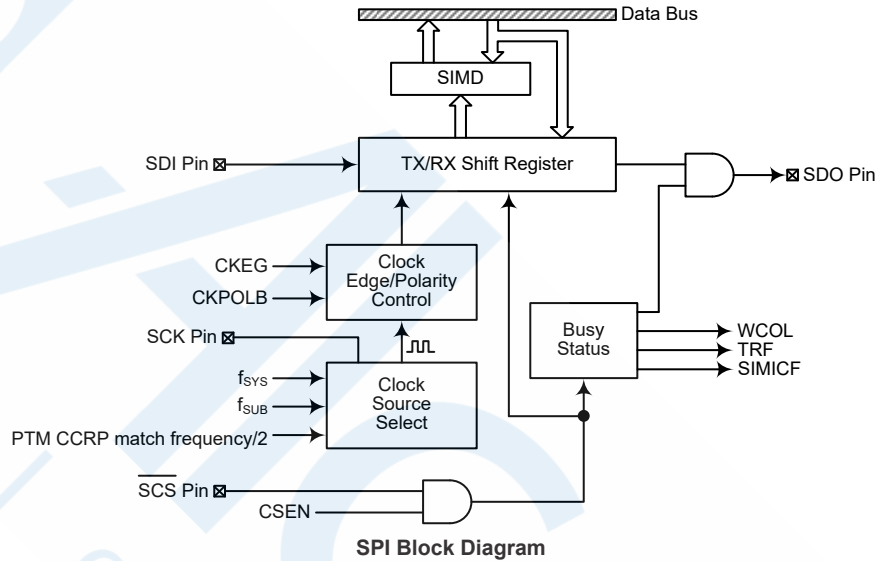 Data Bus
SIMD
SDI Pin
TX/RX Shift Register
SDO Pin
CKEG
CKPOLB
Clock
Edge/Polarity
Control
SCK Pin
Busy
Status
WCOL
TRF
SIMICF
fSYS
fSUB
PTM CCRP match frequency/2
Clock
Source
Select
SCS Pin
CSEN
SPI Block Diagram